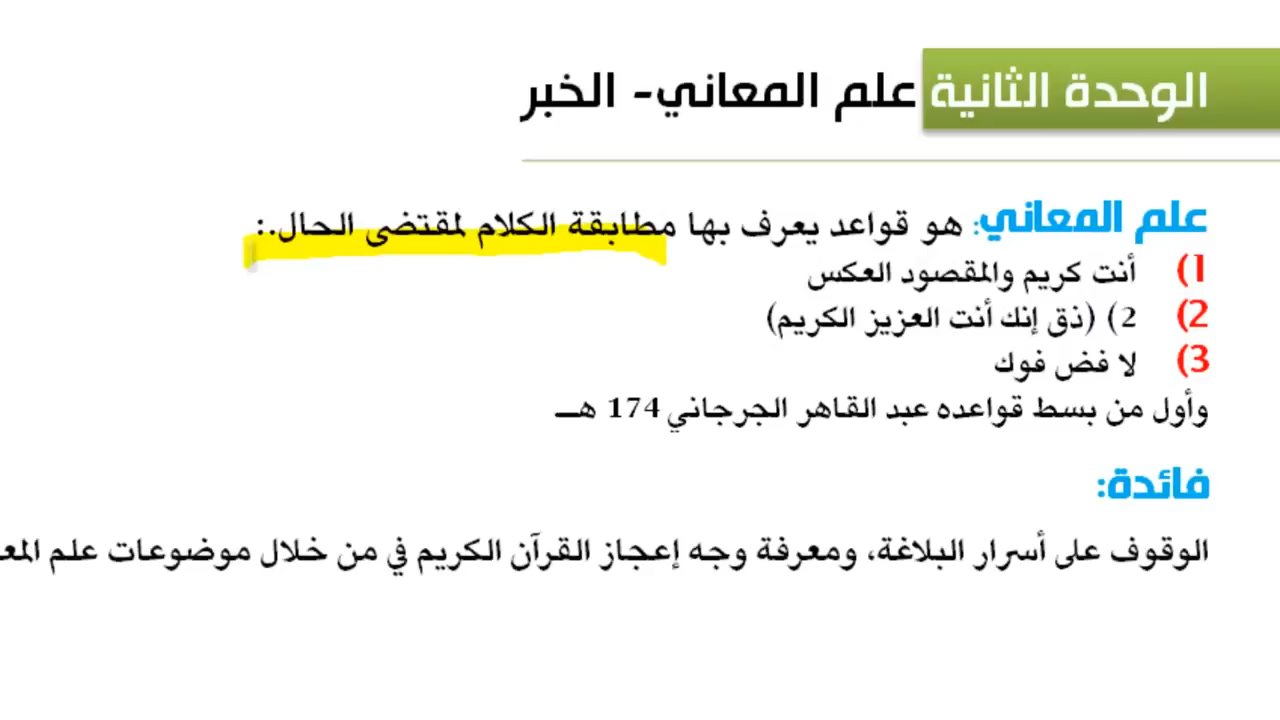 الوحدة الثانية علم المعاني- الخبر
علم المعاني: هو قواعد يعرف بها مطابقة الكلام لمقتضى الحال.:
1) أنت كريم والمقصود العكس
2) 2) (ذق إنك أنت العزيز الكريم)
3) لا فض فوك
وأول من بسط قواعده عبد القاهر الجرجاني 174 هـ
فائدة:
الوقوف على أسرار البلاغة، ومعرفة وجه إعجاز القرآن الكريم في من خلال موضوعات علم